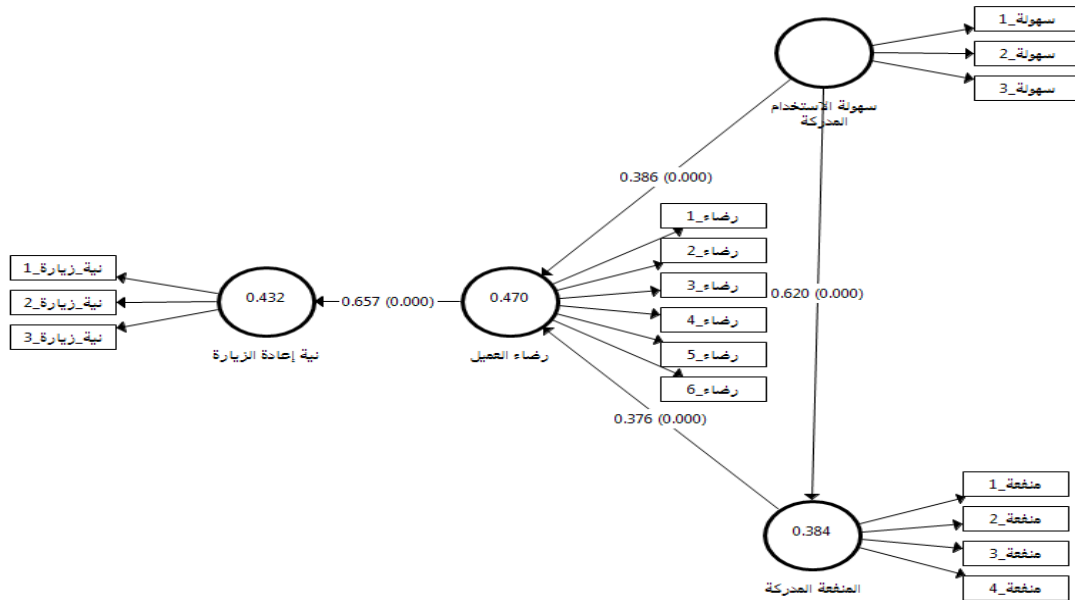 سهولة_1
سهولة_2
سهولة_3
سهولة الاستخدام
المدركة
0.386 (0.000)
رضاء_1
رضاء_2
رضاء_3
رضاء_4
رضاء_5
رضاء_6
0.620 (0.000)
نية_زيارة_1
نية_زيارة_2
نية_زيارة_3
0.432
0.657 (0.000)
0.470
نية إعادة الزيارة
رضاء العميل
0.376 (0.000)
منفعة_1
منفعة_2
منفعة_3
منفعة_4
0.384
المنفعة المدركة